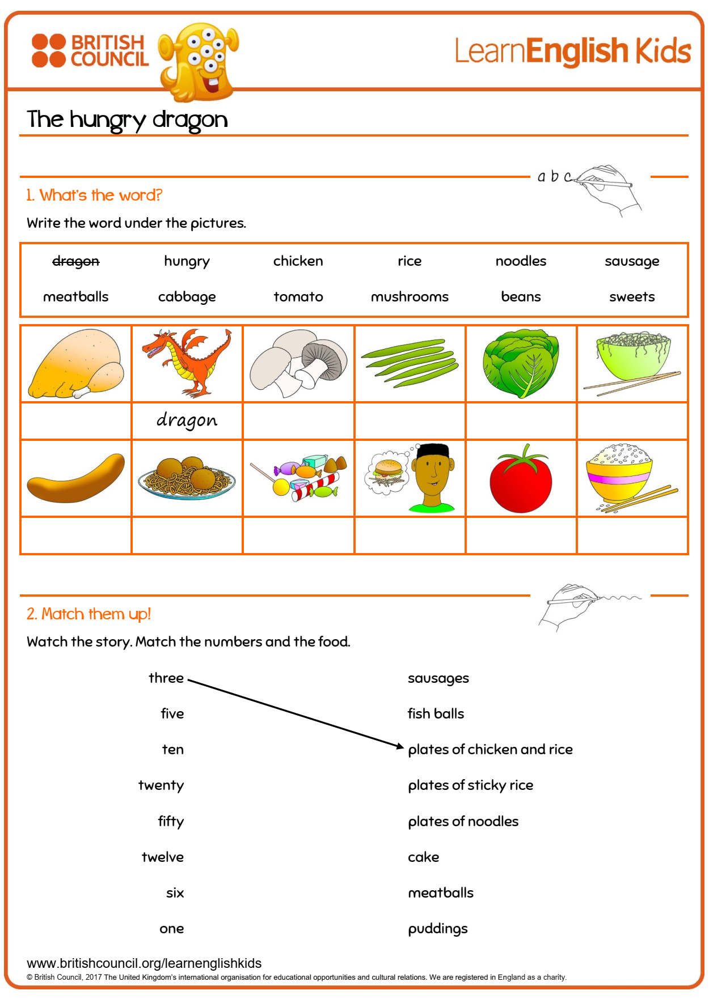 BRITISH
COUNCIL
LearnEnglish Kids
The hungry dragon
a b c
1. What's the word?
Write the word under the pictures.
dragon hungry chicken rice noodles sausage
meatballs cabbage tomato mushrooms beans sweets
dragon
2. Match them up!
Watch the story. Match the numbers and the food.
three sausages
five fish balls
ten plates of chicken and rice
twenty plates of sticky rice
fifty plates of noodles
twelve cake
six meatballs
one puddings
www.britishcouncil.org/learnenglishkids
© British Council, 2017 The United Kingdom's international organisation for educational opportunities and cultural relations. We are registered in England as a charity.